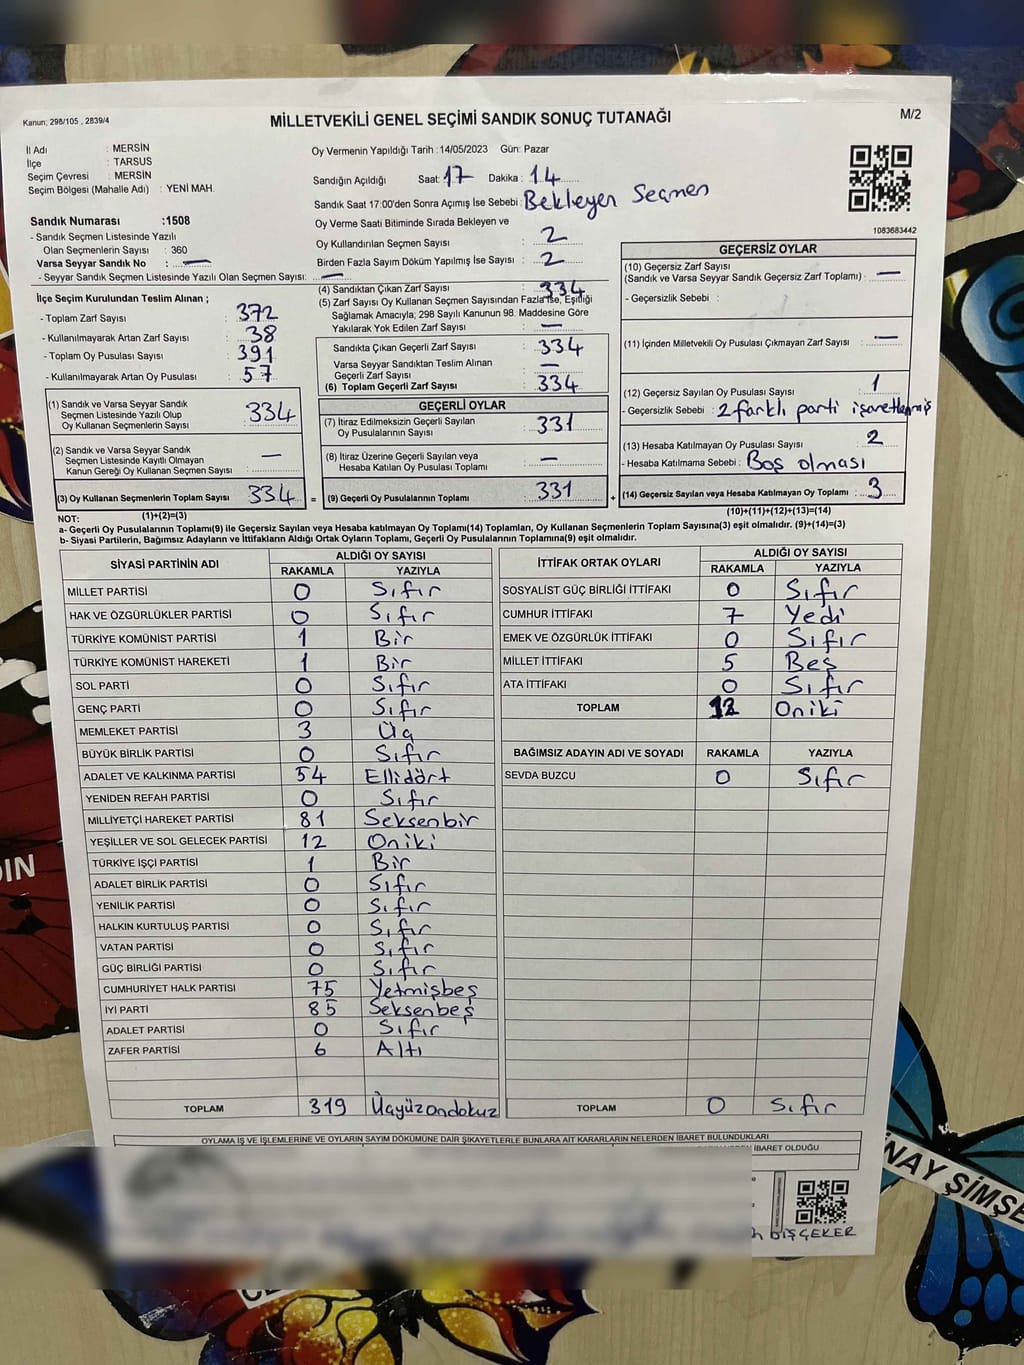 Kanun; 298/105 , 2839/4
MİLLETVEKİLİ GENEL SEÇİMİ SANDIK SONUÇ TUTANAĞI
M/2
İl Adı : MERSİN
İlçe : TARSUS
Seçim Çevresi : MERSİN
Seçim Bölgesi (Mahalle Adı) : YENİ MAH.
Sandık Numarası :1508
- Sandık Seçmen Listesinde Yazılı
Olan Seçmenlerin Sayısı : 360
Varsa Seyyar Sandık No : —
- Seyyar Sandık Seçmen Listesinde Yazılı Olan Seçmen Sayısı: —
Oy Vermenin Yapıldığı Tarih :14/05/2023 Gün: Pazar
Sandığın Açıldığı Saat: 17 Dakika : 14
Sandık Saat 17:00'den Sonra Açımış İse Sebebi : Bekleyen Seçmen
Oy Verme Saati Bitiminde Sırada Bekleyen ve
Oy Kullandırılan Seçmen Sayısı : 2
Birden Fazla Sayım Döküm Yapılmış İse Sayısı : 2
1083683442
İlçe Seçim Kurulundan Teslim Alınan ;
- Toplam Zarf Sayısı : 372
- Kullanılmayarak Artan Zarf Sayısı : 38
- Toplam Oy Pusulası Sayısı : 391
- Kullanılmayarak Artan Oy Pusulası : 57
(1) Sandık ve Varsa Seyyar Sandık
Seçmen Listesinde Yazılı Olup
Oy Kullanan Seçmenlerin Sayısı : 334
(2) Sandık ve Varsa Seyyar Sandık
Seçmen Listesinde Kayıtlı Olmayan
Kanun Gereği Oy Kullanan Seçmen Sayısı : —
(3) Oy Kullanan Seçmenlerin Toplam Sayısı : 334 =
(1)+(2)=(3)
(4) Sandıktan Çıkan Zarf Sayısı : 334
(5) Zarf Sayısı Oy Kullanan Seçmen Sayısından Fazla ise, Eşitliği
Sağlamak Amacıyla; 298 Sayılı Kanunun 98. Maddesine Göre
Yakılarak Yok Edilen Zarf Sayısı : —
Sandıkta Çıkan Geçerli Zarf Sayısı : 334
Varsa Seyyar Sandıktan Teslim Alınan
Geçerli Zarf Sayısı : —
(6) Toplam Geçerli Zarf Sayısı : 334
GEÇERLİ OYLAR
(7) İtiraz Edilmeksizin Geçerli Sayılan
Oy Pusulalarının Sayısı : 331
(8) İtiraz Üzerine Geçerli Sayılan veya
Hesaba Katılan Oy Pusulası Toplamı : —
(9) Geçerli Oy Pusulalarının Toplamı : 331 +
GEÇERSİZ OYLAR
(10) Geçersiz Zarf Sayısı
(Sandık ve Varsa Seyyar Sandık Geçersiz Zarf Toplamı) : —
- Geçersizlik Sebebi :
(11) İçinden Milletvekili Oy Pusulası Çıkmayan Zarf Sayısı : —
(12) Geçersiz Sayılan Oy Pusulası Sayısı : 1
- Geçersizlik Sebebi : 2 farklı parti işaretlenmiş
(13) Hesaba Katılmayan Oy Pusulası Sayısı : 2
- Hesaba Katılmama Sebebi : Boş olması
(14) Geçersiz Sayılan veya Hesaba Katılmayan Oy Toplamı : 3
(10)+(11)+(12)+(13)=(14)
NOT:
a- Geçerli Oy Pusulaları Toplamı(9) ile Geçersiz Sayılan veya Hesaba katılmayan Oy Toplamı(14) Toplamları, Oy Kullanan Seçmenlerin Toplam Sayısına(3) eşit olmalıdır. (9)+(14)=(3)
b- Siyasi Partilerin, Bağımsız Adayların ve İttifakların Aldığı Ortak Oyların Toplamı, Geçerli Oy Pusulalarının Toplamına(9) eşit olmalıdır.
SİYASİ PARTİNİN ADI ALDIĞI OY SAYISI
RAKAMLA YAZIYLA
MİLLET PARTİSİ 0 Sıfır
HAK VE ÖZGÜRLÜKLER PARTİSİ 0 Sıfır
TÜRKİYE KOMÜNİST PARTİSİ 1 Bir
TÜRKİYE KOMÜNİST HAREKETİ 1 Bir
SOL PARTİ 0 Sıfır
GENÇ PARTİ 0 Sıfır
MEMLEKET PARTİSİ 3 Üç
BÜYÜK BİRLİK PARTİSİ 0 Sıfır
ADALET VE KALKINMA PARTİSİ 54 Ellidört
YENİDEN REFAH PARTİSİ 0 Sıfır
MİLLİYETÇİ HAREKET PARTİSİ 81 Seksenbir
YEŞİLLER VE SOL GELECEK PARTİSİ 12 Oniki
TÜRKİYE İŞÇİ PARTİSİ 1 Bir
ADALET BİRLİK PARTİSİ 0 Sıfır
YENİLİK PARTİSİ 0 Sıfır
HALKIN KURTULUŞ PARTİSİ 0 Sıfır
VATAN PARTİSİ 0 Sıfır
GÜÇ BİRLİĞİ PARTİSİ 0 Sıfır
CUMHURİYET HALK PARTİSİ 75 Yetmişbeş
İYİ PARTİ 85 Seksenbeş
ADALET PARTİSİ 0 Sıfır
ZAFER PARTİSİ 6 Altı
TOPLAM 319 Üçyüzondokuz
İTTİFAK ORTAK OYLARI ALDIĞI OY SAYISI
RAKAMLA YAZIYLA
SOSYALİST GÜÇ BİRLİĞİ İTTİFAKI 0 Sıfır
CUMHUR İTTİFAKI 7 Yedi
EMEK VE ÖZGÜRLÜK İTTİFAKI 0 Sıfır
MİLLET İTTİFAKI 5 Beş
ATA İTTİFAKI 0 Sıfır
TOPLAM 12 Oniki
BAĞIMSIZ ADAYIN ADI VE SOYADI RAKAMLA YAZIYLA
SEVDA BUZCU 0 Sıfır
TOPLAM 0 Sıfır
OYLAMA İŞ VE İŞLEMLERİNE VE OYLARIN SAYIM DÖKÜMÜNE DAİR ŞİKAYETLERLE BUNLARA AİT KARARLARIN NELERDEN İBARET BULUNDUKLARI
İBARET OLDUĞU
BİŞÇEKER
NAY ŞİMŞE
DIN